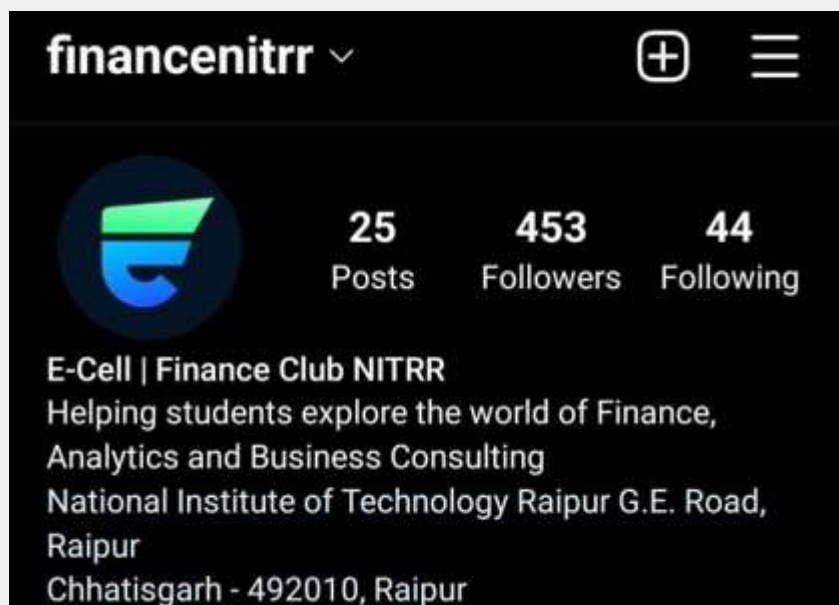 financenitrr
25 453 44
Posts Followers Following
E-Cell | Finance Club NITRR
Helping students explore the world of Finance,
Analytics and Business Consulting
National Institute of Technology Raipur G.E. Road,
Raipur
Chhatisgarh - 492010, Raipur